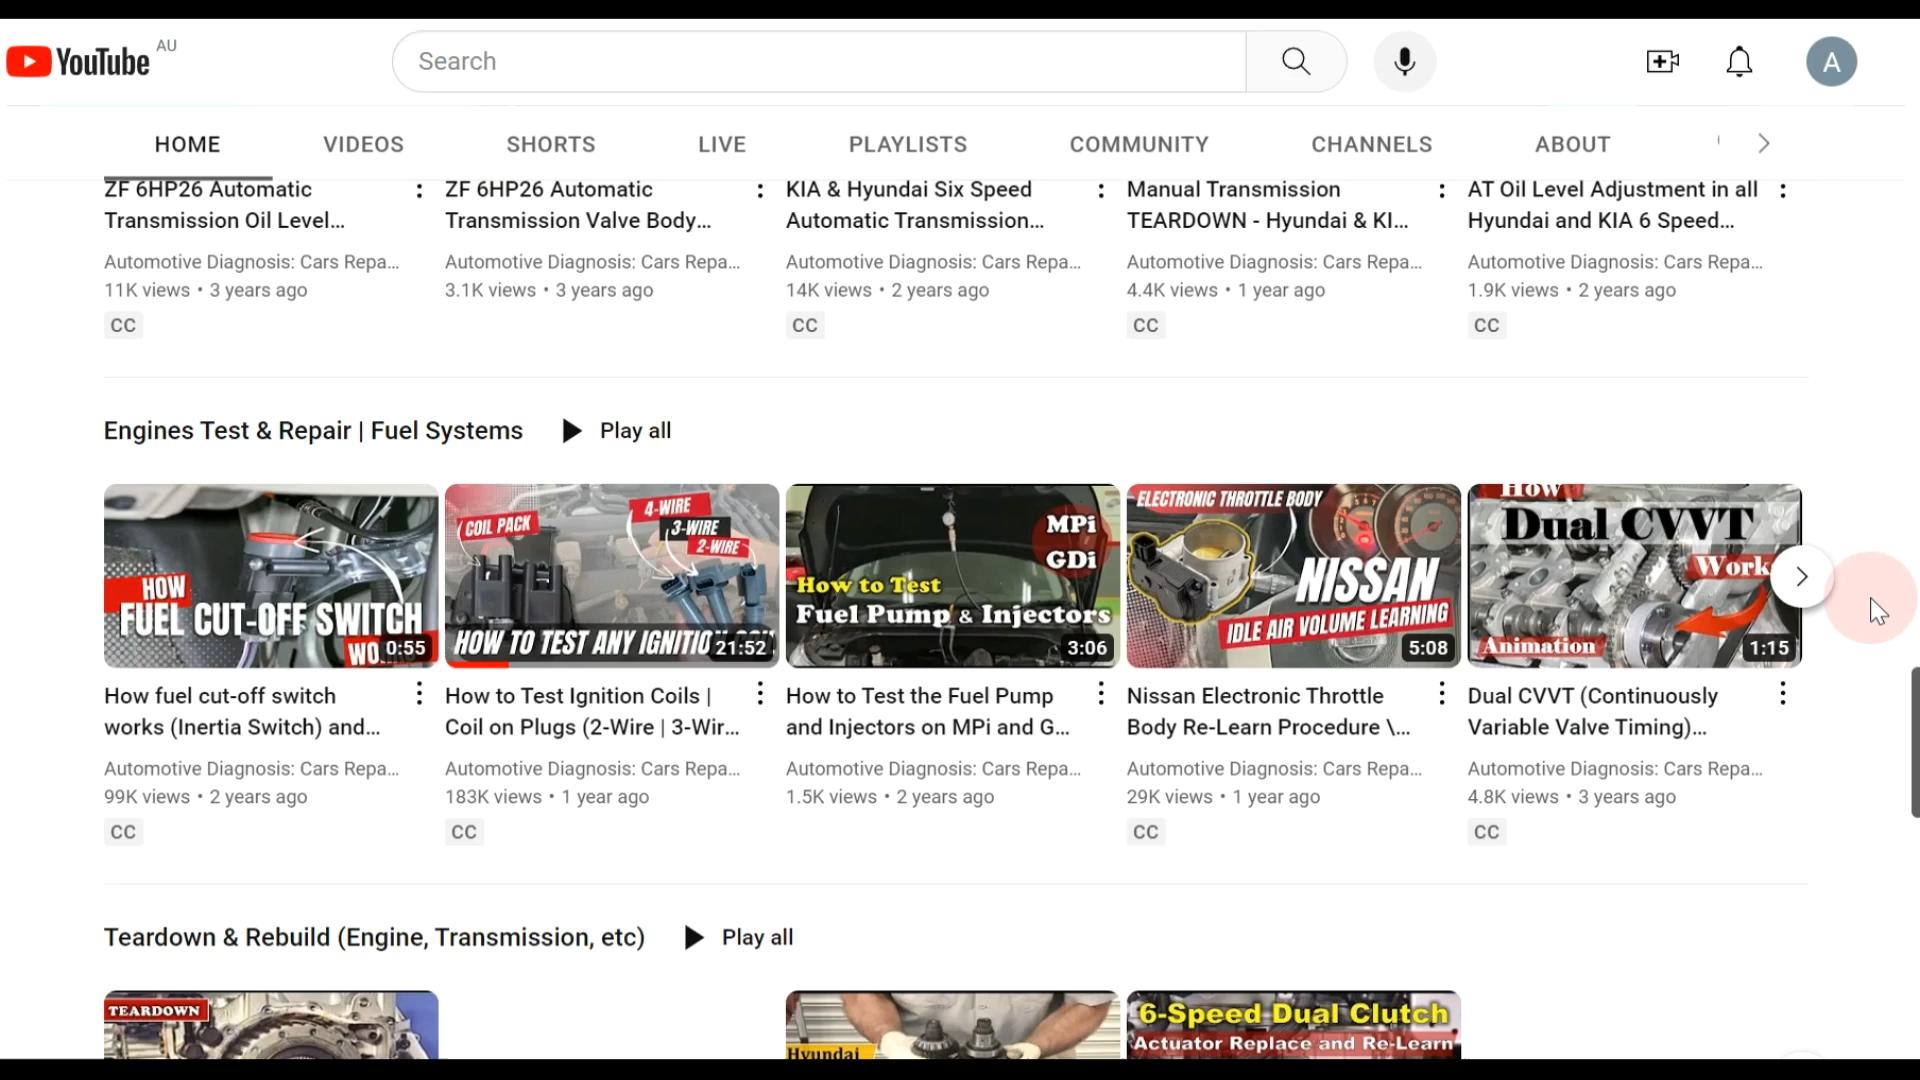 YouTube AU
Search
A
HOME VIDEOS SHORTS LIVE PLAYLISTS COMMUNITY CHANNELS ABOUT
ZF 6HP26 Automatic
Transmission Oil Level...
Automotive Diagnosis: Cars Repa...
11K views • 3 years ago
CC
ZF 6HP26 Automatic
Transmission Valve Body...
Automotive Diagnosis: Cars Repa...
3.1K views • 3 years ago
KIA & Hyundai Six Speed
Automatic Transmission...
Automotive Diagnosis: Cars Repa...
14K views • 2 years ago
CC
Manual Transmission
TEARDOWN - Hyundai & KI...
Automotive Diagnosis: Cars Repa...
4.4K views • 1 year ago
CC
AT Oil Level Adjustment in all
Hyundai and KIA 6 Speed...
Automotive Diagnosis: Cars Repa...
1.9K views • 2 years ago
CC
Engines Test & Repair | Fuel Systems Play all
HOW
FUEL CUT-OFF SWITCH
WO
0:55
How fuel cut-off switch
works (Inertia Switch) and...
Automotive Diagnosis: Cars Repa...
99K views • 2 years ago
CC
COIL PACK
4-WIRE
3-WIRE
2-WIRE
HOW TO TEST ANY IGNITIO
21:52
How to Test Ignition Coils |
Coil on Plugs (2-Wire | 3-Wir...
Automotive Diagnosis: Cars Repa...
183K views • 1 year ago
CC
MPi
GDi
How to Test
Fuel Pump & Injectors
3:06
How to Test the Fuel Pump
and Injectors on MPi and G...
Automotive Diagnosis: Cars Repa...
1.5K views • 2 years ago
ELECTRONIC THROTTLE BODY
NISSAN
IDLE AIR VOLUME LEARNING
5:08
Nissan Electronic Throttle
Body Re-Learn Procedure \...
Automotive Diagnosis: Cars Repa...
29K views • 1 year ago
CC
How
Dual CVVT
Work
Animation
1:15
Dual CVVT (Continuously
Variable Valve Timing)...
Automotive Diagnosis: Cars Repa...
4.8K views • 3 years ago
CC
Teardown & Rebuild (Engine, Transmission, etc) Play all
TEARDOWN
Hyundai
6-Speed Dual Clutch
Actuator Replace and Re-Learn